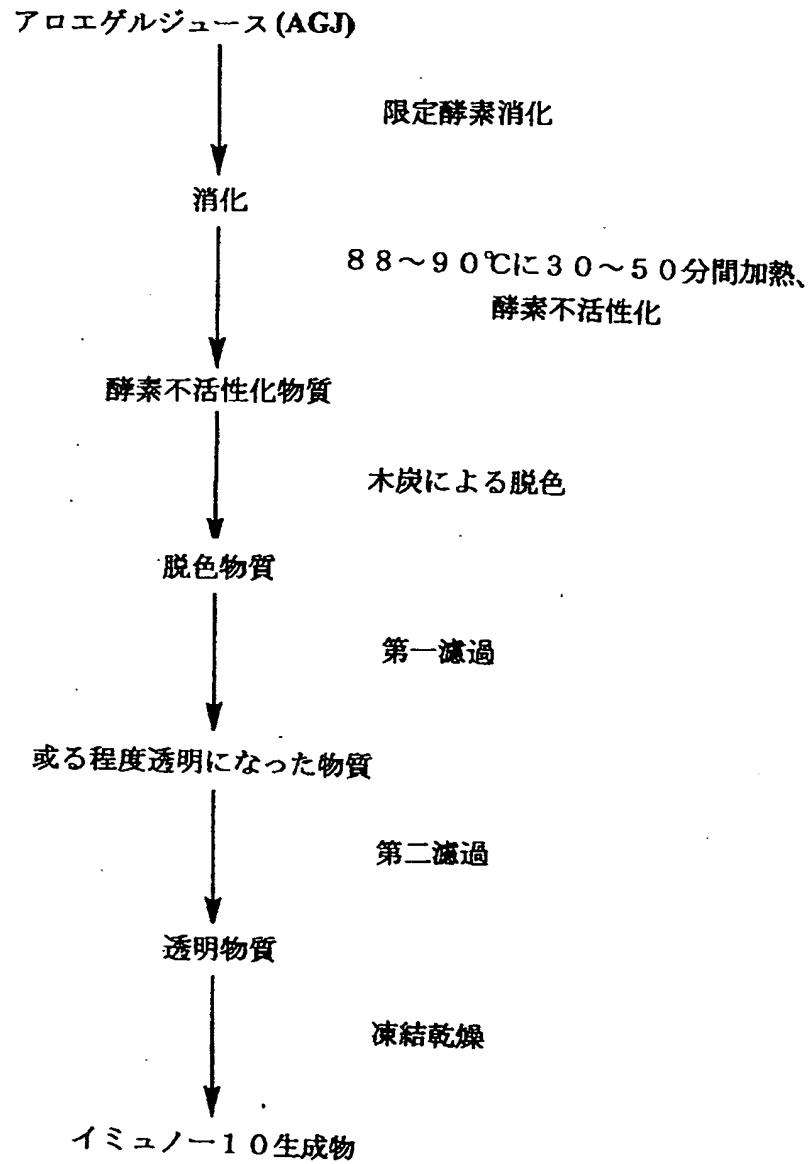 アロエゲルジュース(AGJ)
限定酵素消化
消化
88~90℃に30~50分間加熱、
酵素不活性化
酵素不活性化物質
木炭による脱色
脱色物質
第一濾過
或る程度透明になった物質
第二濾過
透明物質
凍結乾燥
イミュノー10生成物